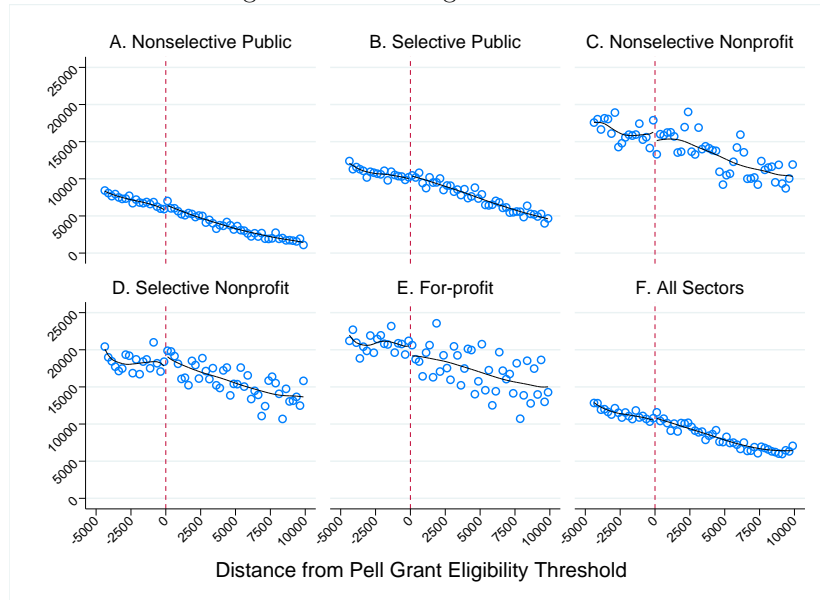 A. Nonselective Public
B. Selective Public
C. Nonselective Nonprofit
25000
20000
15000
10000
5000
0
D. Selective Nonprofit
E. For-profit
F. All Sectors
25000
20000
15000
10000
5000
0
-5000 -2500 0 2500 5000 7500 10000
-5000 -2500 0 2500 5000 7500 10000
-5000 -2500 0 2500 5000 7500 10000
Distance from Pell Grant Eligibility Threshold